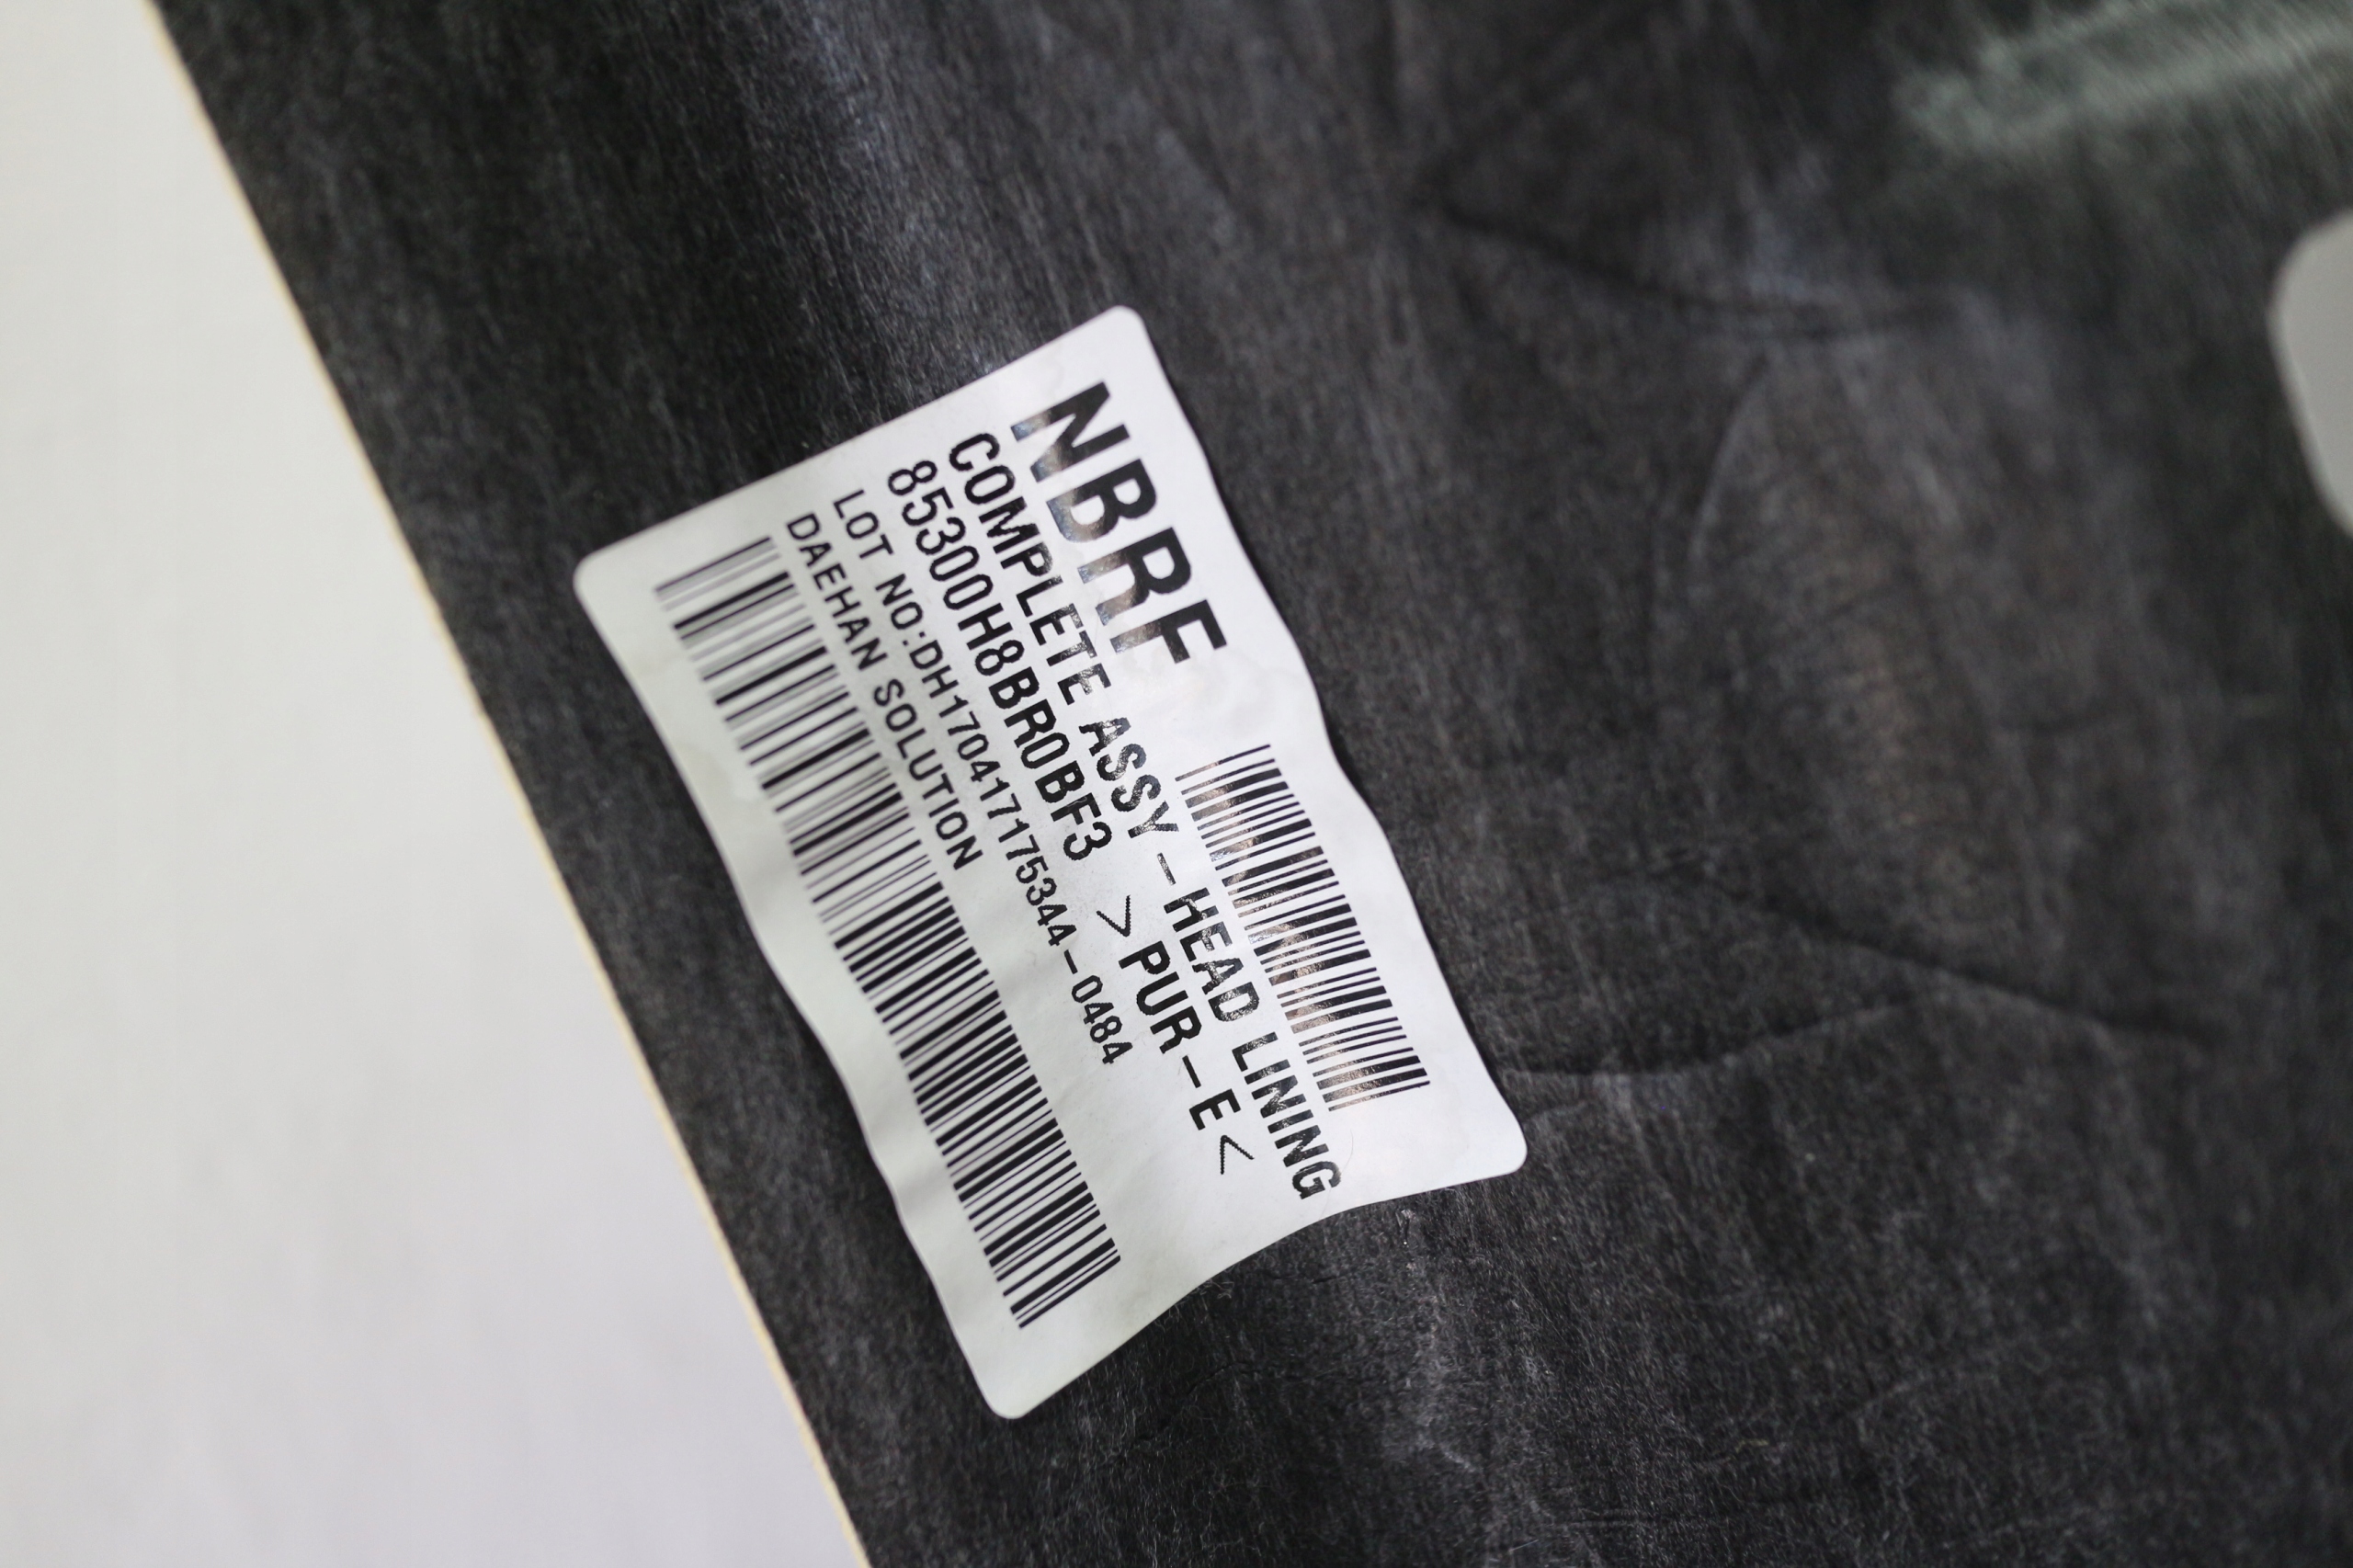 NBRF
COMPLETE ASSY-HEAD LINING
85300H8BR0BF3 >PUR-E<
LOT NO:DH170417175344-0484
DAEHAN SOLUTION